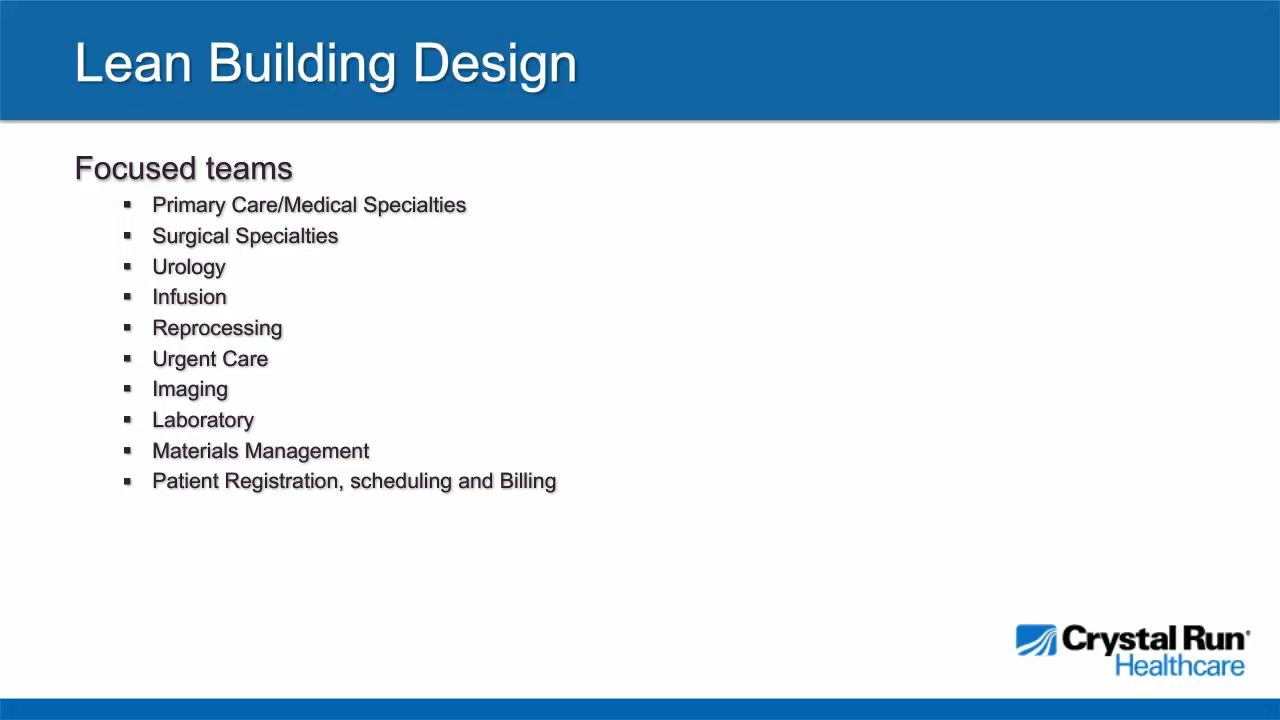 Lean Building Design
Focused teams
▪ Primary Care/Medical Specialties
▪ Surgical Specialties
▪ Urology
▪ Infusion
▪ Reprocessing
▪ Urgent Care
▪ Imaging
▪ Laboratory
▪ Materials Management
▪ Patient Registration, scheduling and Billing
Crystal Run®
Healthcare